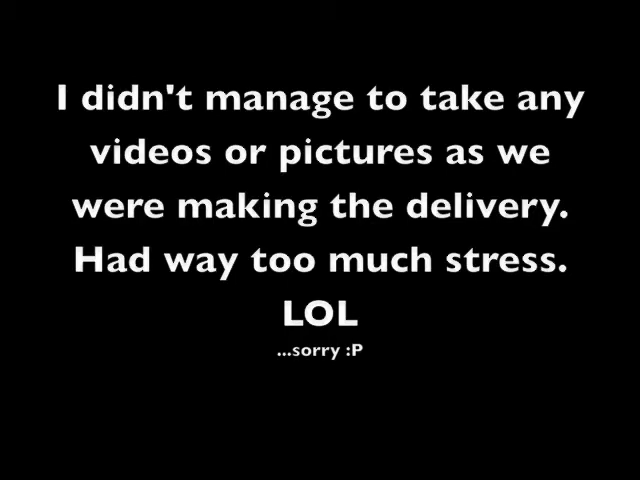 I didn't manage to take any
videos or pictures as we
were making the delivery.
Had way too much stress.
LOL
...sorry :P